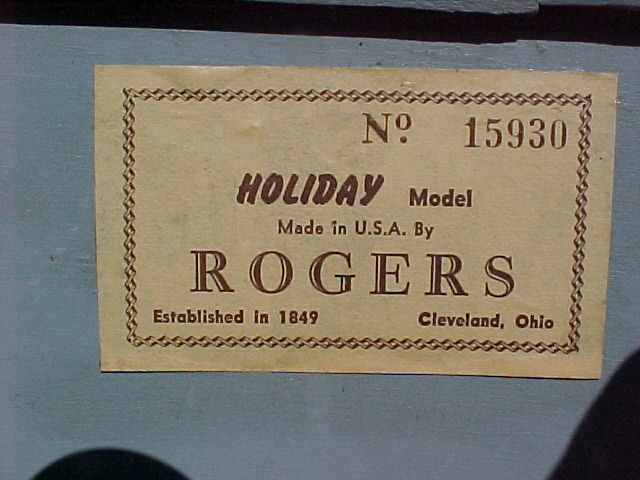 Nº 15930
HOLIDAY Model
Made in U.S.A. By
ROGERS
Established in 1849 Cleveland, Ohio